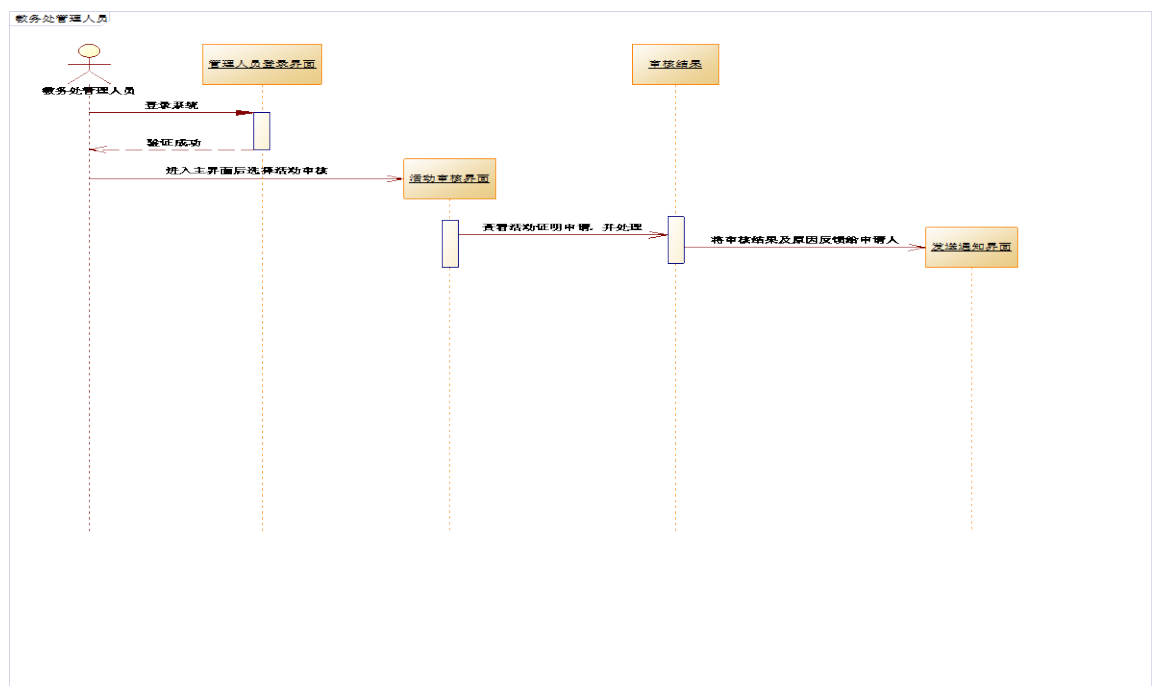 教务处管理人员
管理人员登录界面
审核结果
教务处管理人员
登录系统
验证成功
进入主界面后选择活动审核
活动审核界面
查看活动证明申请，并处理
将审核结果及原因反馈给申请人
发送通知界面